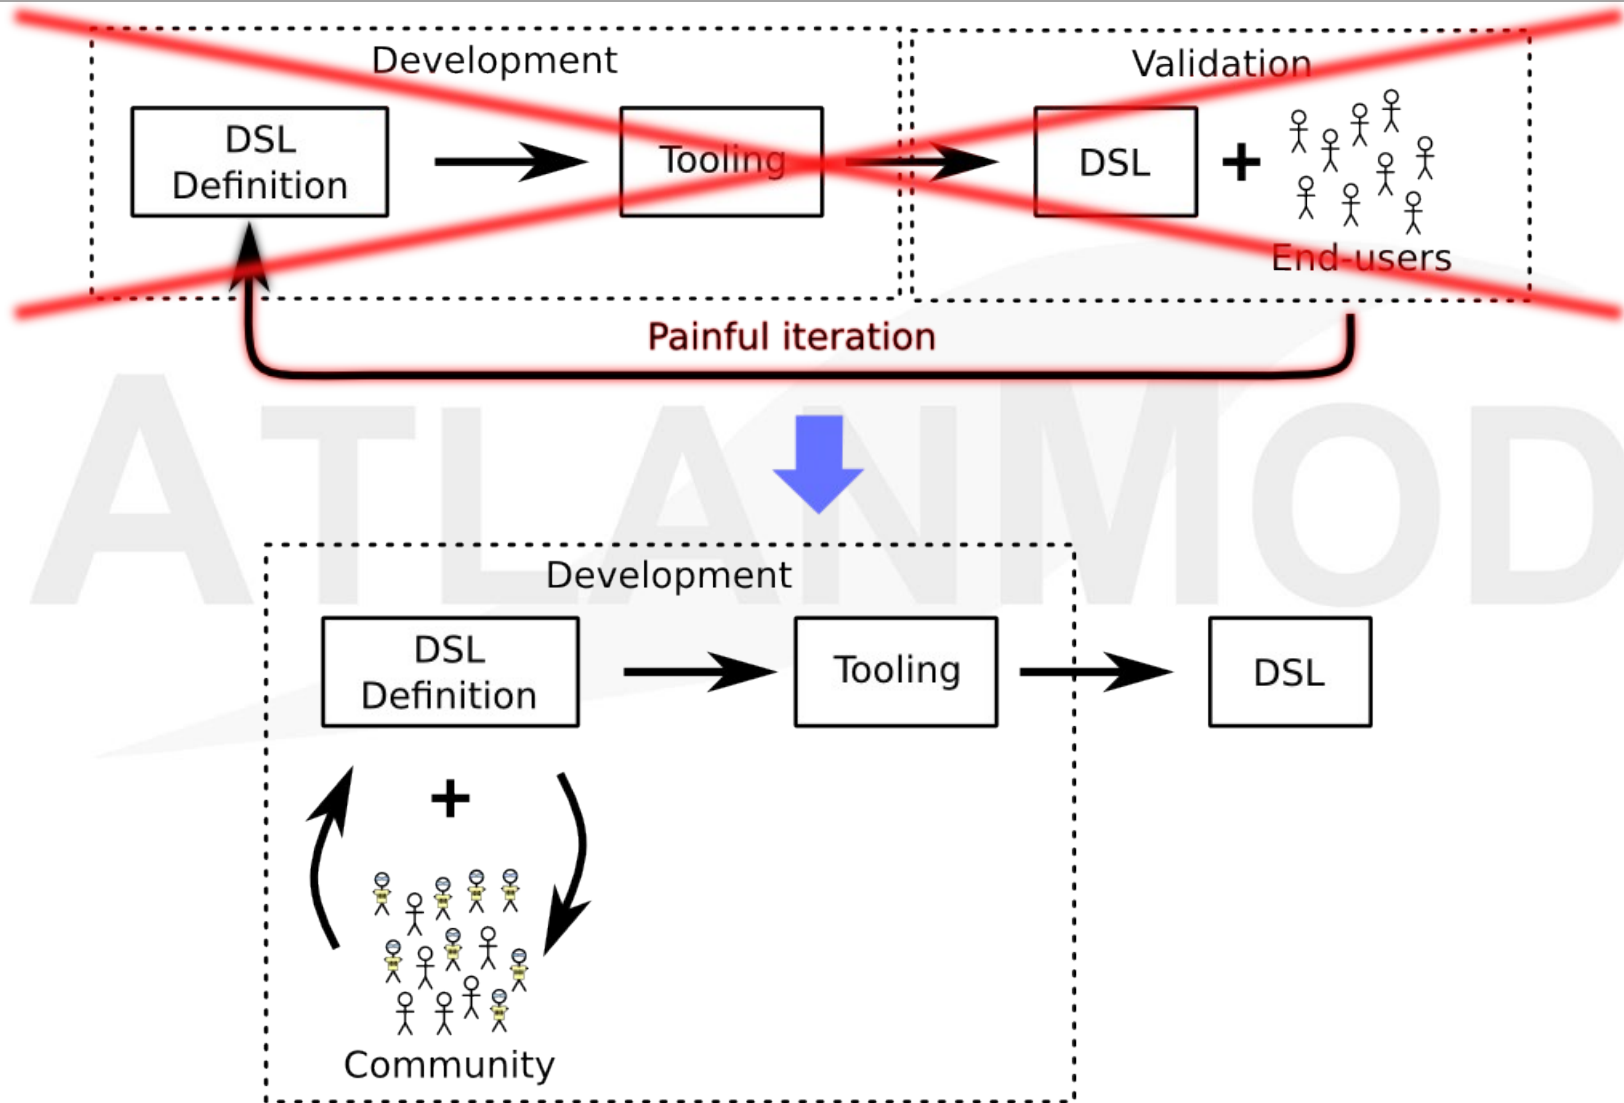 Development
Validation
DSL
Definition
Tooling
DSL
+
End-users
Painful iteration
ATLANMOD
Development
DSL
Definition
Tooling
DSL
+
Community